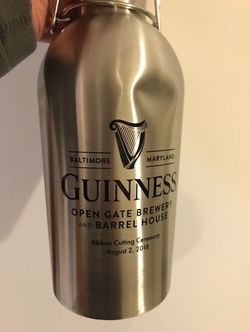 BALTIMORE MARYLAND
GUINNESS
OPEN GATE BREWERY
AND BARREL HOUSE
Ribbon Cutting Ceremony
August 2, 2018